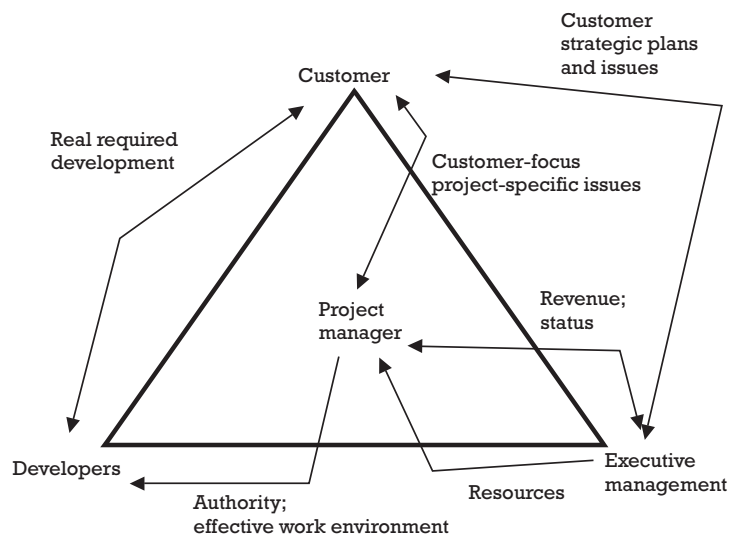 Customer
strategic plans
and issues
Customer
Real required
development
Customer-focus
project-specific issues
Project
manager
Revenue;
status
Developers
Executive
management
Resources
Authority;
effective work environment